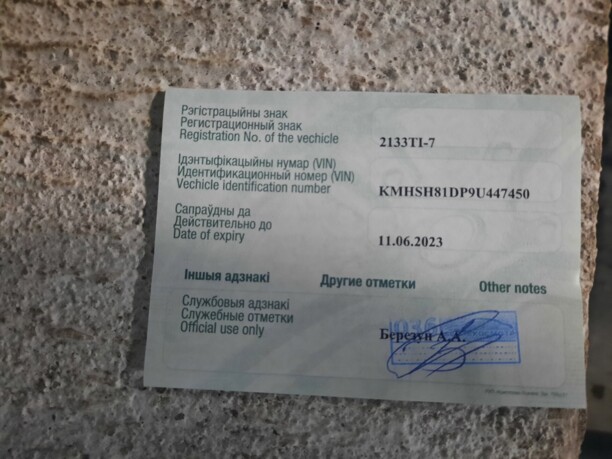 Рэгістрацыйны знак
Регистрационный знак
Registration No. of the vechicle
2133TI-7
Ідэнтыфікацыйны нумар (VIN)
Идентификационный номер (VIN)
Vechicle identification number
KMHSH81DP9U447450
Сапраўдны да
Действительно до
Date of expiry
11.06.2023
Іншыя адзнакі Другие отметки Other notes
Службовыя адзнакі
Служебные отметки
Official use only
Березун А.А.